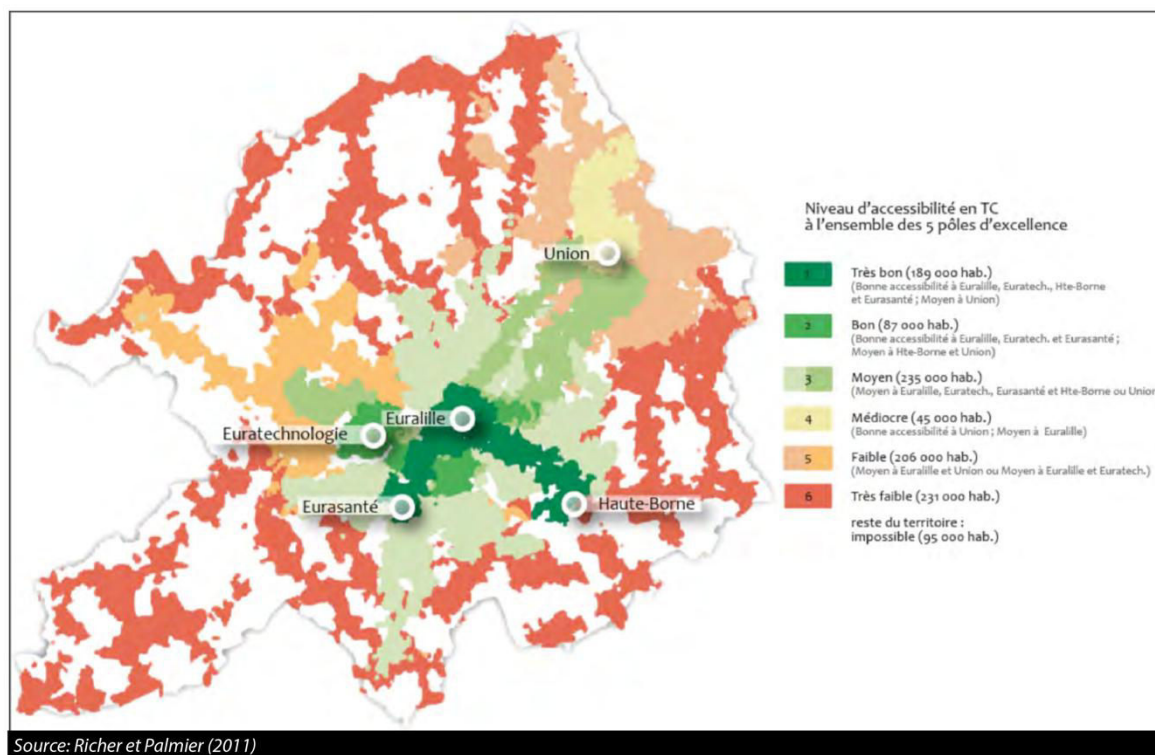 Union
Euralille
Euratechnologie
Eurasanté
Haute-Borne
Niveau d'accessibilité en TC
à l'ensemble des 5 pôles d'excellence
1 Très bon (189 000 hab.)
(Bonne accessibilité à Euralille, Euratech., Hte-Borne
et Eurasanté ; Moyen à Union)
2 Bon (87 000 hab.)
(Bonne accessibilité à Euralille, Euratech. et Eurasanté ;
Moyen à Hte-Borne et Union)
3 Moyen (235 000 hab.)
(Moyen à Euralille, Euratech., Eurasanté et Hte-Borne ou Union
4 Médiocre (45 000 hab.)
(Bonne accessibilité à Union ; Moyen à Euralille)
5 Faible (206 000 hab.)
(Moyen à Euralille et Union ou Moyen à Euralille et Euratech.)
6 Très faible (231 000 hab.)
reste du territoire :
impossible (95 000 hab.)
Source: Richer et Palmier (2011)